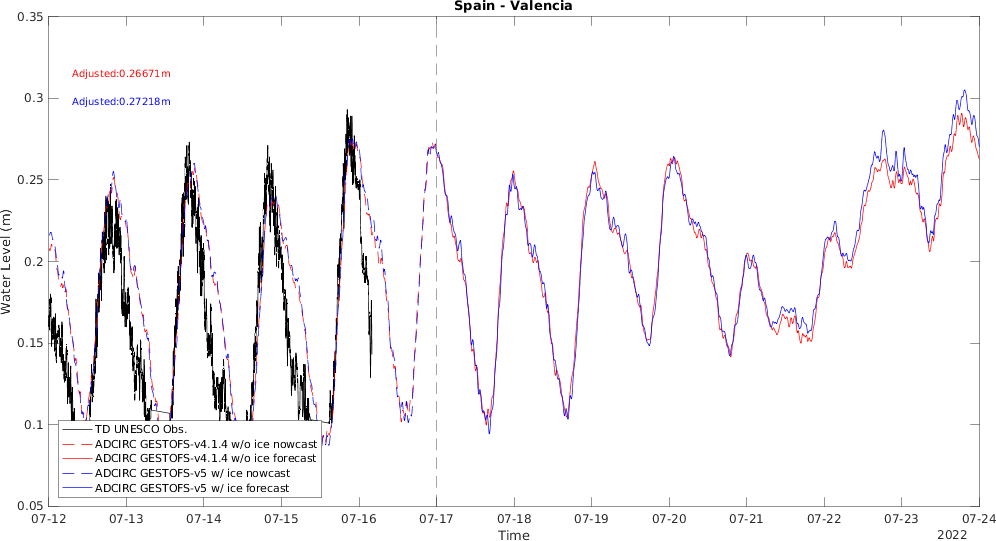 Spain - Valencia
0.35
Adjusted:0.26671m
0.3
Adjusted:0.27218m
0.25
0.2
Water Level (m)
0.15
0.1
TD UNESCO Obs.
ADCIRC GESTOFS-v4.1.4 w/o ice nowcast
ADCIRC GESTOFS-v4.1.4 w/o ice forecast
ADCIRC GESTOFS-v5 w/ ice nowcast
ADCIRC GESTOFS-v5 w/ ice forecast
0.05
07-12 07-13 07-14 07-15 07-16 07-17 07-18 07-19 07-20 07-21 07-22 07-23 07-24
Time
2022